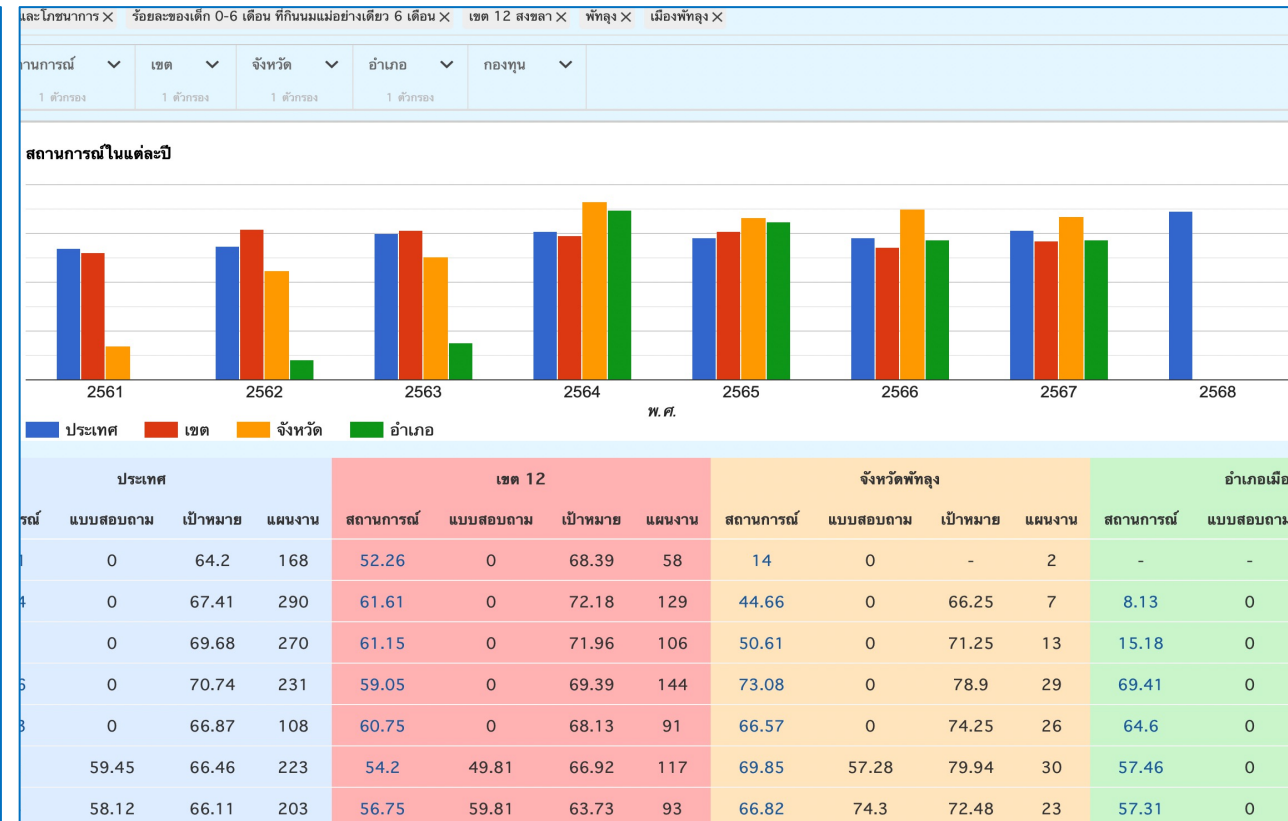 และโภชนาการ × ร้อยละของเด็ก 0-6 เดือน ที่กินนมแม่อย่างเดียว 6 เดือน × เขต 12 สงขลา × พัทลุง × เมืองพัทลุง ×
เขต จังหวัด อำเภอ กองทุน
1 ตัวกรอง 1 ตัวกรอง 1 ตัวกรอง 1 ตัวกรอง
สถานการณ์ในแต่ละปี
2561 2562 2563 2564 2565 2566 2567 2568
พ.ศ.
ประเทศ เขต จังหวัด อำเภอ
ประเทศ เขต 12 จังหวัดพัทลุง
แบบสอบถาม เป้าหมาย แผนงาน สถานการณ์ แบบสอบถาม เป้าหมาย แผนงาน สถานการณ์ แบบสอบถาม เป้าหมาย แผนงาน สถานการณ์ แบบสอบถาม
0 64.2 168 52.26 0 68.39 58 14 0 - 2 - -
0 67.41 290 61.61 0 72.18 129 44.66 0 66.25 7 8.13 0
0 69.68 270 61.15 0 71.96 106 50.61 0 71.25 13 15.18 0
0 70.74 231 59.05 0 69.39 144 73.08 0 78.9 29 69.41 0
0 66.87 108 60.75 0 68.13 91 66.57 0 74.25 26 64.6 0
59.45 66.46 223 54.2 49.81 66.92 117 69.85 57.28 79.94 30 57.46 0
58.12 66.11 203 56.75 59.81 63.73 93 66.82 74.3 72.48 23 57.31 0